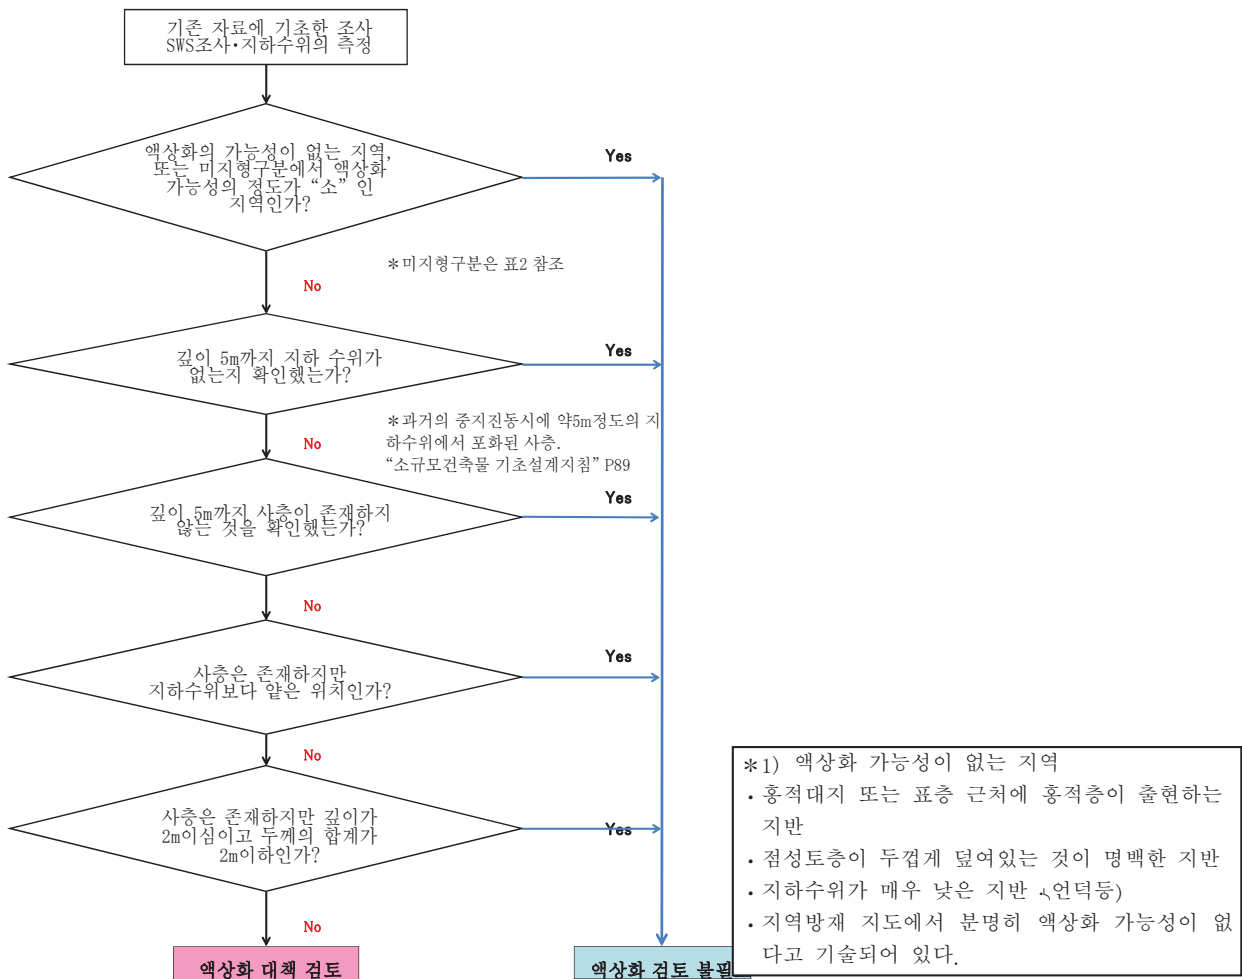 기존 자료에 기초한 조사
SWS조사·지하수위의 측정
액상화의 가능성이 없는 지역,
또는 미지형구분에서 액상화
가능성의 정도가 “소” 인
지역인가?
Yes
＊미지형구분은 표2 참조
No
깊이 5m까지 지하 수위가
없는지 확인했는가?
Yes
＊과거의 중지진동시에 약5m정도의 지
하수위에서 포화된 사층.
“소규모건축물 기초설계지침” P89
No
깊이 5m까지 사층이 존재하지
않는 것을 확인했는가?
Yes
No
사층은 존재하지만
지하수위보다 얕은 위치인가?
Yes
No
사층은 존재하지만 깊이가
2m이심이고 두께의 합계가
2m이하인가?
Yes
No
액상화 대책 검토
액상화 검토 불필
＊1) 액상화 가능성이 없는 지역
· 홍적대지 또는 표층 근처에 홍적층이 출현하는
지반
· 점성토층이 두껍게 덮여있는 것이 명백한 지반
· 지하수위가 매우 낮은 지반 (언덕등)
· 지역방재 지도에서 분명히 액상화 가능성이 없
다고 기술되어 있다.